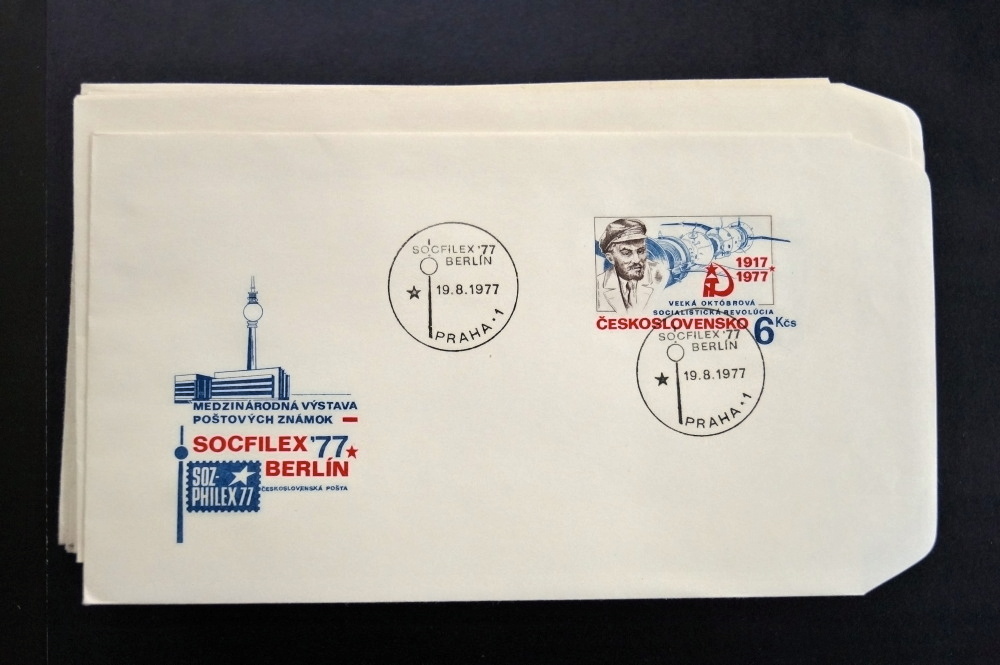 SOCFILEX '77
BERLÍN
19.8.1977
PRAHA·1
1917
1977
VEĽKÁ OKTÓBROVÁ
SOCIALISTICKÁ REVOLÚCIA
ČESKOSLOVENSKO 6 Kčs
SOCFILEX '77
BERLÍN
19.8.1977
PRAHA·1
MEDZINÁRODNÁ VÝSTAVA
POŠTOVÝCH ZNÁMOK
SOCFILEX '77
BERLÍN
SOZ-
PHILEX 77
ČESKOSLOVENSKÁ POŠTA